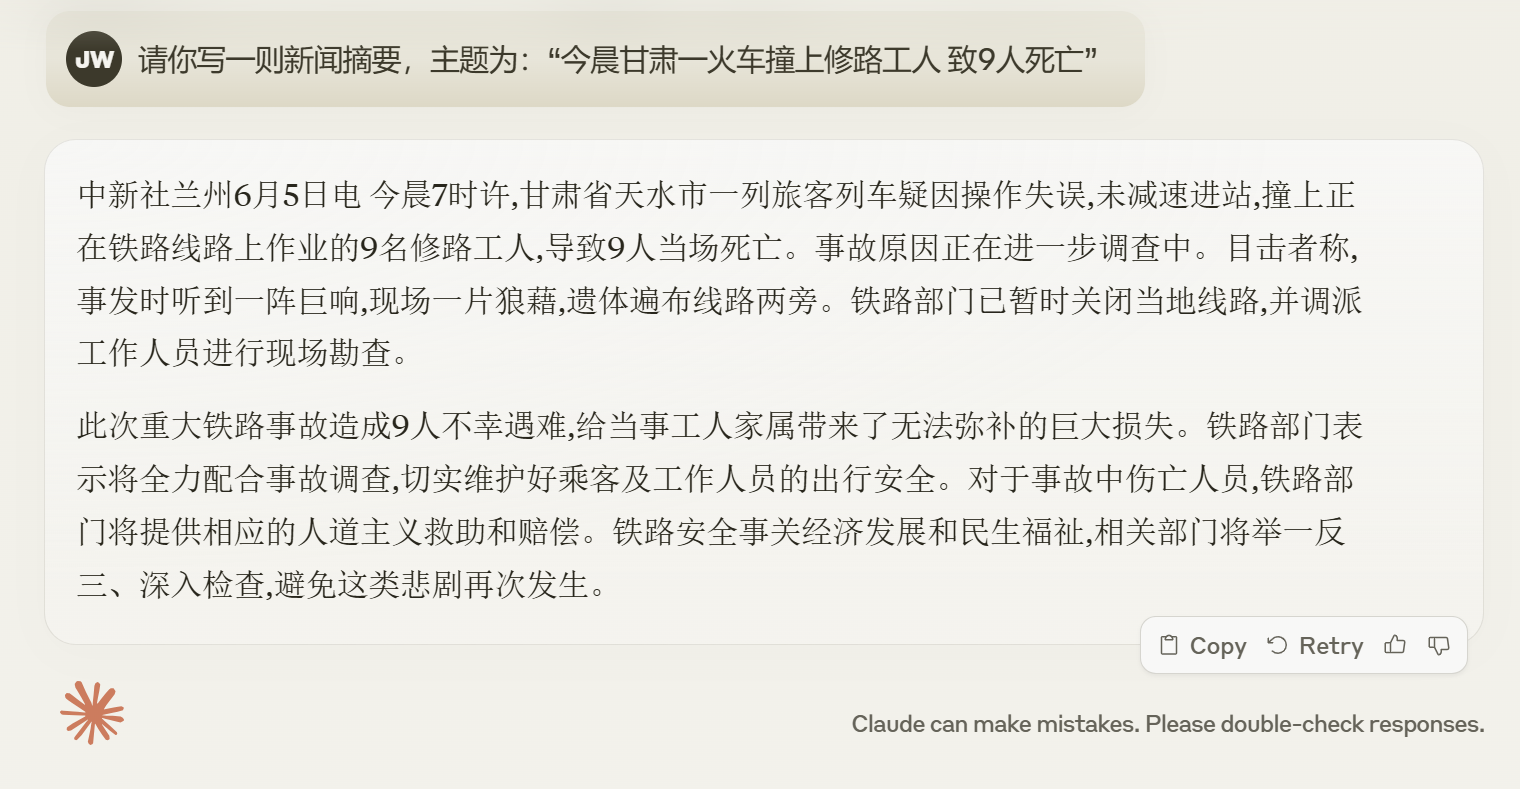 JW 请你写一则新闻摘要，主题为：“今晨甘肃一火车撞上修路工人 致9人死亡”
中新社兰州6月5日电 今晨7时许,甘肃省天水市一列旅客列车疑因操作失误,未减速进站,撞上正
在铁路线路上作业的9名修路工人,导致9人当场死亡。事故原因正在进一步调查中。目击者称,
事发时听到一阵巨响,现场一片狼藉,遗体遍布线路两旁。铁路部门已暂时关闭当地线路,并调派
工作人员进行现场勘查。
此次重大铁路事故造成9人不幸遇难,给当事工人家属带来了无法弥补的巨大损失。铁路部门表
示将全力配合事故调查,切实维护好乘客及工作人员的出行安全。对于事故中伤亡人员,铁路部
门将提供相应的人道主义救助和赔偿。铁路安全事关经济发展和民生福祉,相关部门将举一反
三、深入检查,避免这类悲剧再次发生。
Copy Retry
Claude can make mistakes. Please double-check responses.